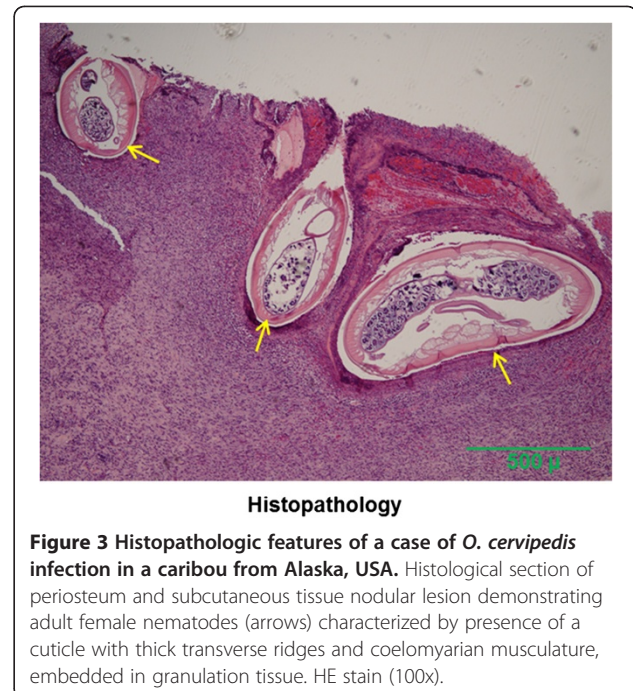 500 µ
Histopathology
Figure 3 Histopathologic features of a case of O. cervipedis
infection in a caribou from Alaska, USA. Histological section of
periosteum and subcutaneous tissue nodular lesion demonstrating
adult female nematodes (arrows) characterized by presence of a
cuticle with thick transverse ridges and coelomyarian musculature,
embedded in granulation tissue. HE stain (100x).